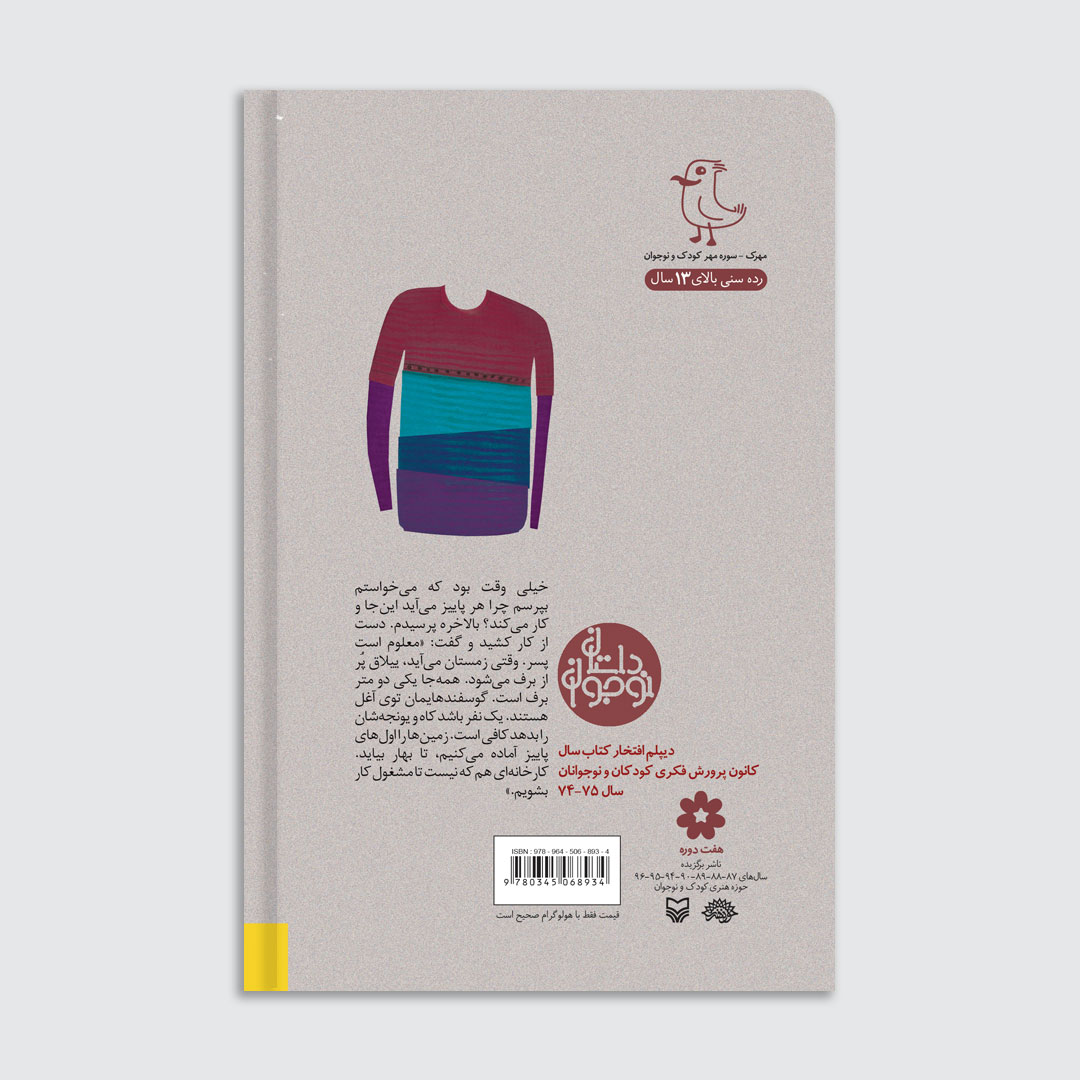 مهرک - سوره مهر کودک و نوجوان
رده سنی بالای ۱۳ سال
خیلی وقت بود که می‌خواستم
بپرسم چرا هر پاییز می‌آید این‌جا و
کار می‌کند؟ بالاخره پرسیدم. دست
از کار کشید و گفت: «معلوم است
پسر. وقتی زمستان می‌آید، ییلاق پُر
از برف می‌شود. همه‌جا یکی دو متر
برف است. گوسفندهایمان توی آغل
هستند. یک نفر باشد کاه و یونجه‌شان
را بدهد کافی است. زمین‌ها را اول‌های
پاییز آماده می‌کنیم، تا بهار بیاید.
کارخانه‌ای هم که نیست تا مشغول کار
بشویم.»
داستان
نوجوان
دیپلم افتخار کتاب سال
کانون پرورش فکری کودکان و نوجوانان
سال ۷۵-۷۴
هفت دوره
ناشر برگزیده
سال‌های ۸۷-۸۸-۸۹-۹۰-۹۴-۹۵-۹۶
حوزه هنری کودک و نوجوان
ISBN : 978 - 964 - 506 - 893 - 4
9 780345 068934
قیمت فقط با هولوگرام صحیح است